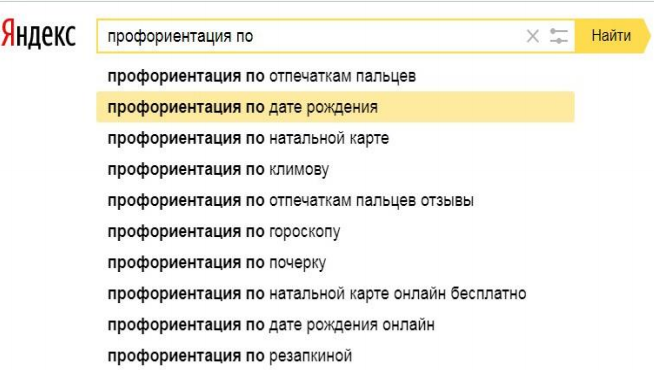 Яндекс профориентация по Найти
профориентация по отпечаткам пальцев
профориентация по дате рождения
профориентация по натальной карте
профориентация по климову
профориентация по отпечаткам пальцев отзывы
профориентация по гороскопу
профориентация по почерку
профориентация по натальной карте онлайн бесплатно
профориентация по дате рождения онлайн
профориентация по резапкиной